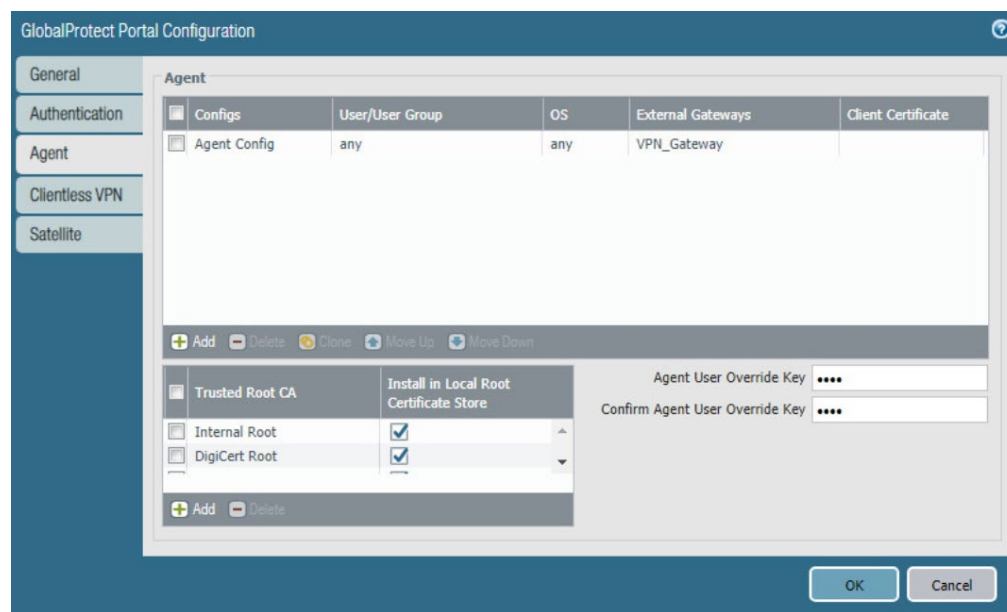 GlobalProtect Portal Configuration
General
Authentication
Agent
Clientless VPN
Satellite
Agent
Configs User/User Group OS External Gateways Client Certificate
Agent Config any any VPN_Gateway
Add Delete Clone Move Up Move Down
Trusted Root CA Install in Local Root Certificate Store
Internal Root
DigiCert Root
Add Delete
Agent User Override Key ••••
Confirm Agent User Override Key ••••
OK Cancel